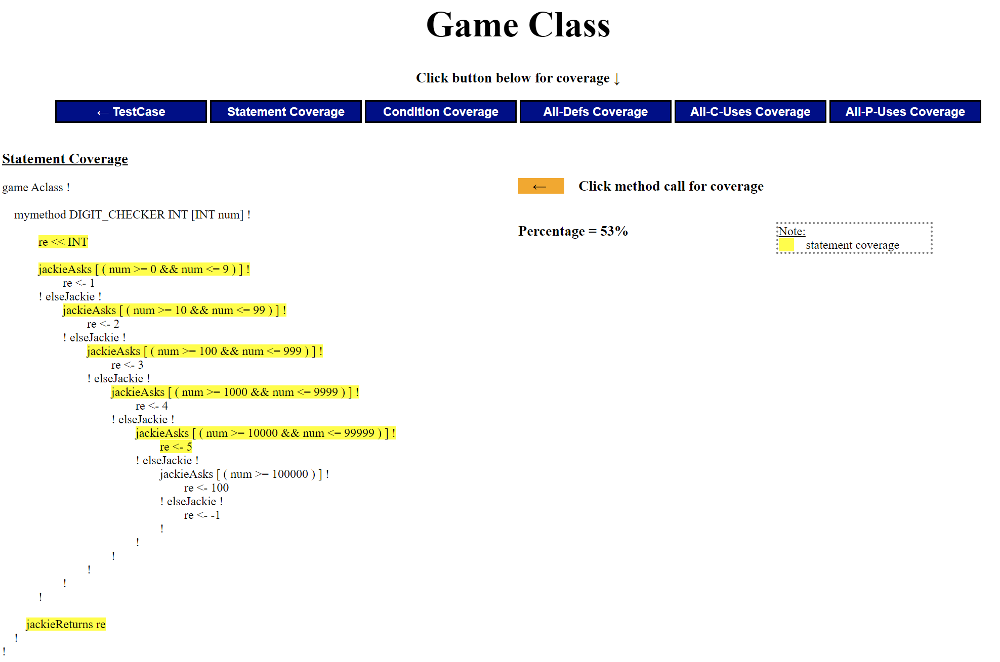 Game Class
Click button below for coverage ↓
← TestCase
Statement Coverage
Condition Coverage
All-Defs Coverage
All-C-Uses Coverage
All-P-Uses Coverage
Statement Coverage
game Aclass !
mymethod DIGIT_CHECKER INT [INT num] !
re << INT
jackieAsks [ ( num >= 0 && num <= 9 ) ] !
re <- 1
! elseJackie !
jackieAsks [ ( num >= 10 && num <= 99 ) ] !
re <- 2
! elseJackie !
jackieAsks [ ( num >= 100 && num <= 999 ) ] !
re <- 3
! elseJackie !
jackieAsks [ ( num >= 1000 && num <= 9999 ) ] !
re <- 4
! elseJackie !
jackieAsks [ ( num >= 10000 && num <= 99999 ) ] !
re <- 5
! elseJackie !
jackieAsks [ ( num >= 100000 ) ] !
re <- 100
! elseJackie !
re <- -1
!
!
!
!
!
!
jackieReturns re
!
!
← Click method call for coverage
Percentage = 53%
Note:
statement coverage